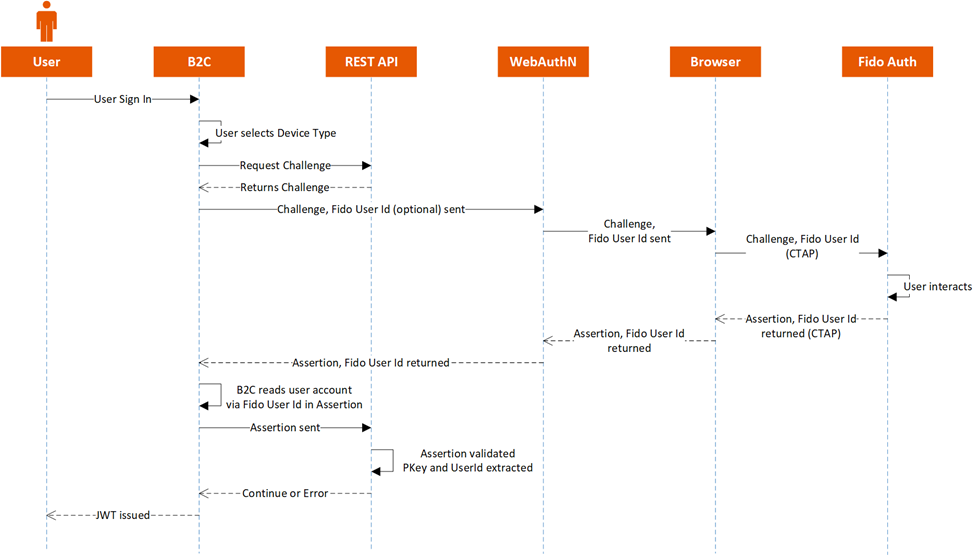 User
B2C
REST API
WebAuthN
Browser
Fido Auth
User Sign In
User selects Device Type
Request Challenge
Returns Challenge
Challenge, Fido User Id (optional) sent
Challenge,
Fido User Id sent
Challenge, Fido User Id
(CTAP)
User interacts
Assertion, Fido User Id
returned (CTAP)
Assertion, Fido User Id
returned
Assertion, Fido User Id returned
B2C reads user account
via Fido User Id in Assertion
Assertion sent
Assertion validated
PKey and UserId extracted
Continue or Error
JWT issued